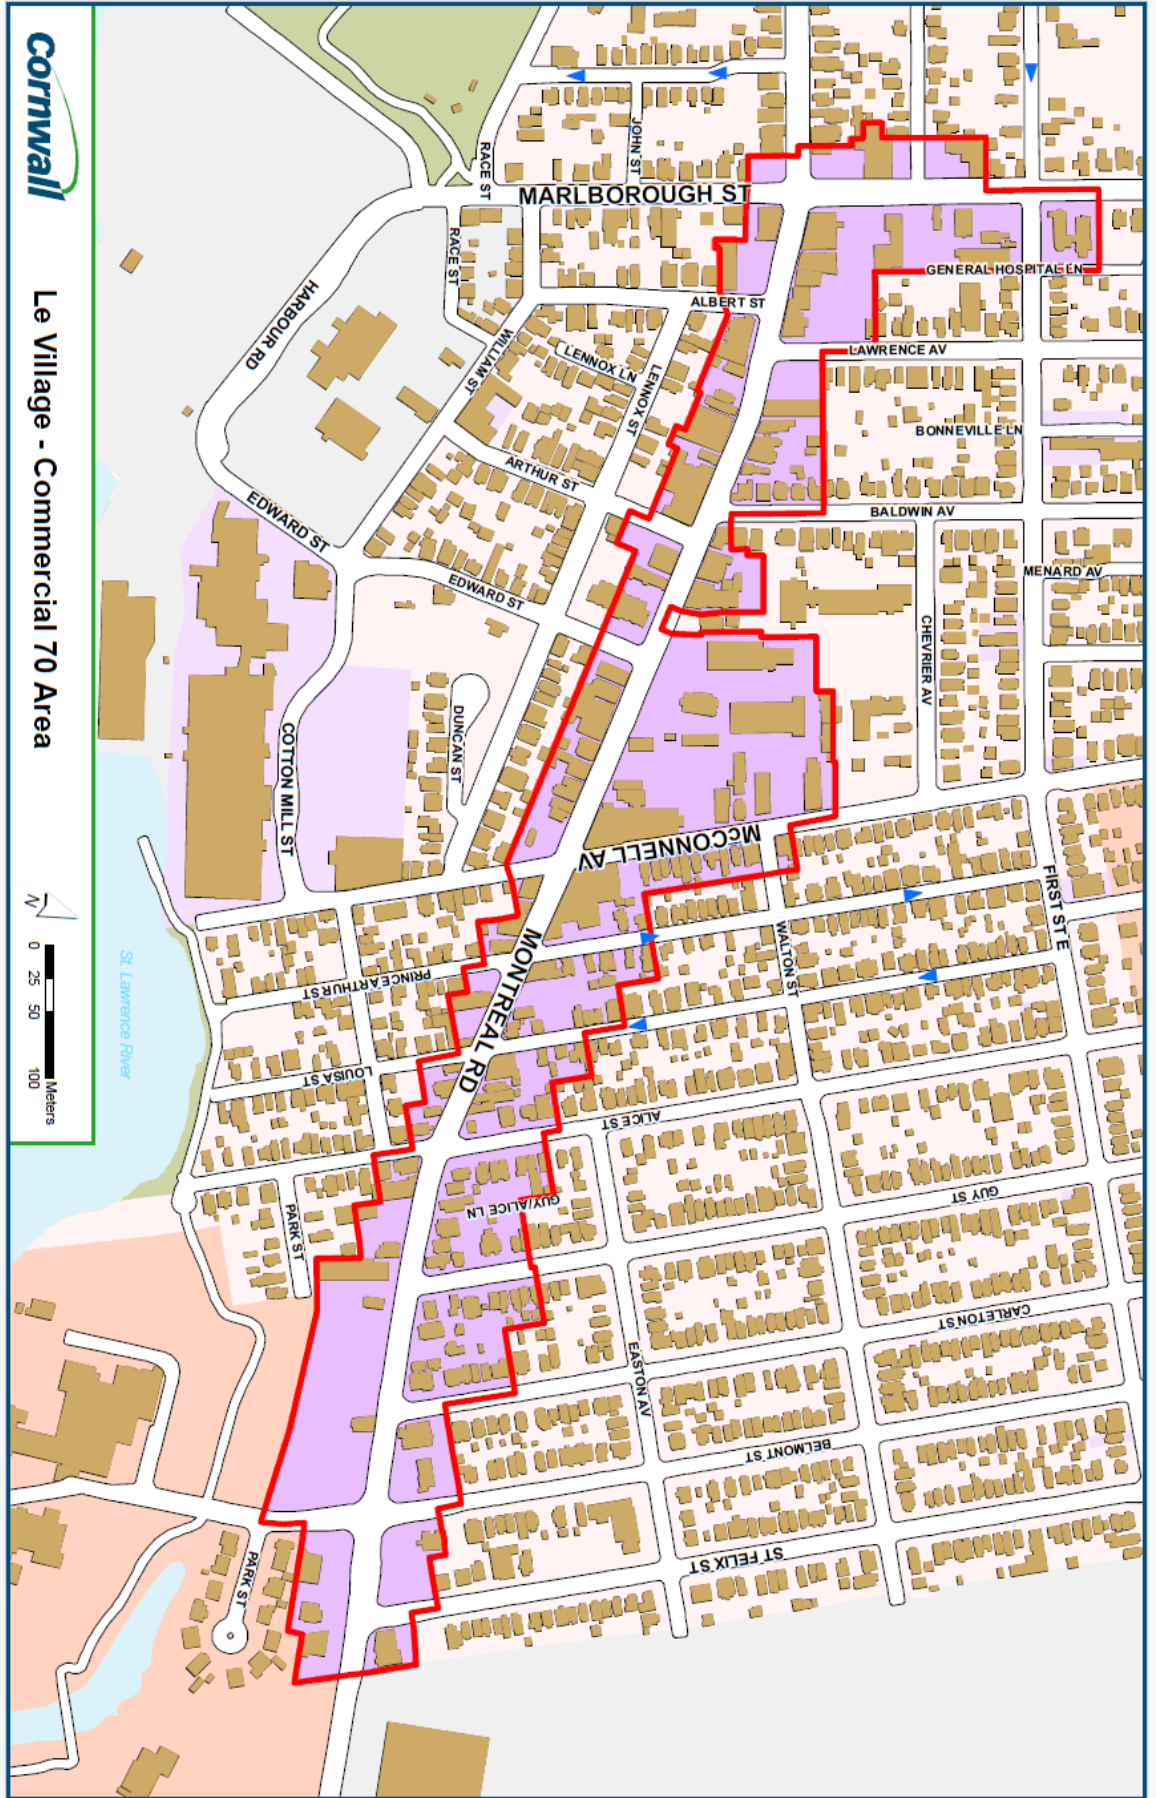 Cornwall
Le Village - Commercial 70 Area
N
0 25 50 100
Meters
St. Lawrence River
JOHN ST
RACE ST
MARLBOROUGH ST
RACE ST
HARBOUR RD
WILLIAM ST
LENNOX LN
LENNOX ST
ALBERT ST
GENERAL HOSPITAL LN
LAWRENCE AV
BONNEVILLE LN
BALDWIN AV
MENARD AV
ARTHUR ST
EDWARD ST
EDWARD ST
CHEVRIER AV
DUNCAN ST
COTTON MILL ST
McCONNELL AV
FIRST ST E
WALTON ST
MONTREAL RD
PRINCE ARTHUR ST
LOUISA ST
ALICE ST
GUY/ALICE LN
GUY ST
PARK ST
CARLETON ST
EASTON AV
BELMONT ST
ST FELIX ST
PARK ST